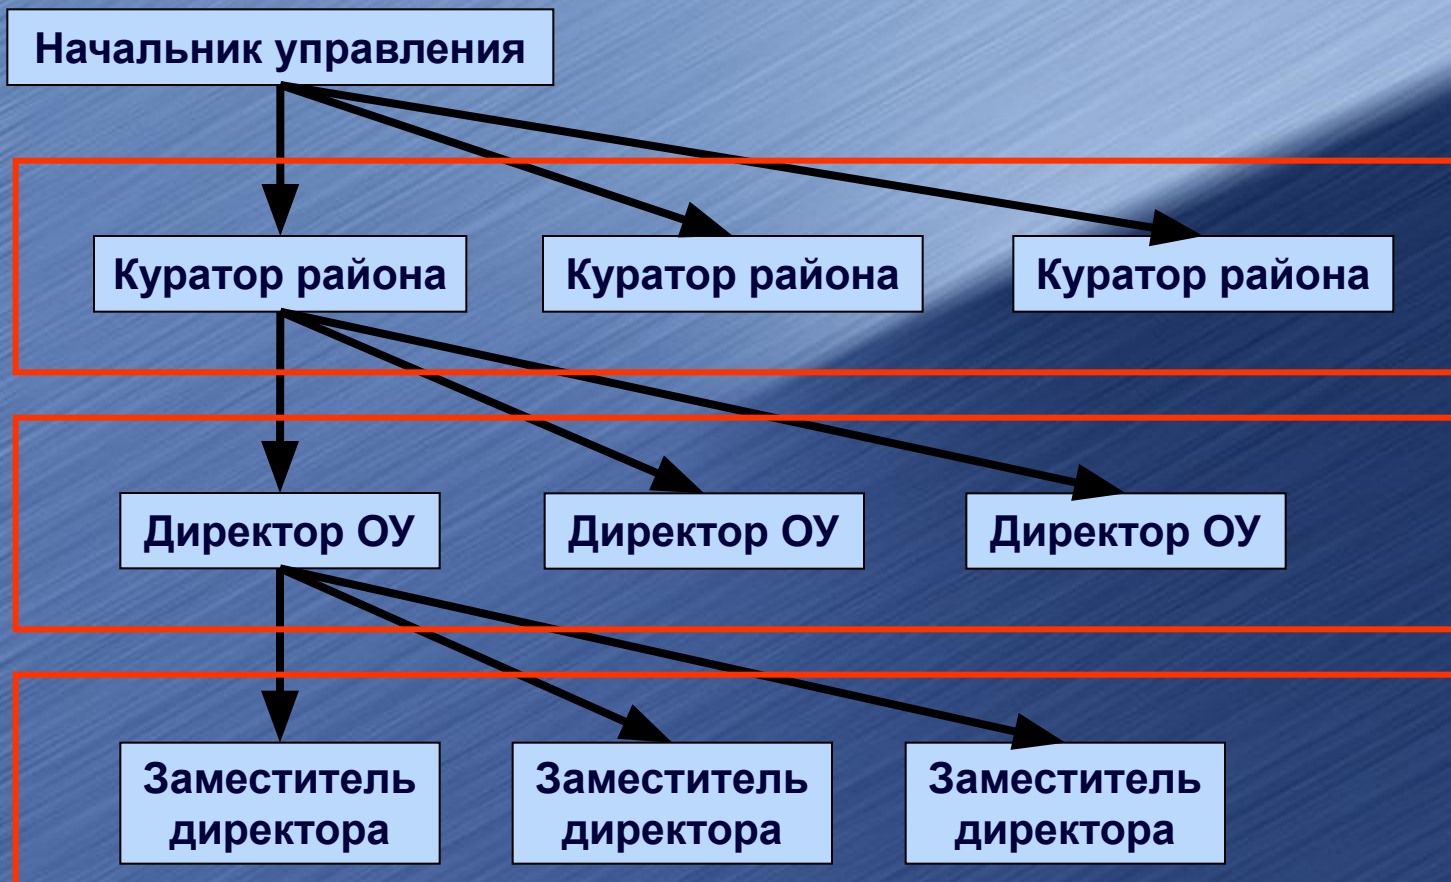 Начальник управления
Куратор района
Куратор района
Куратор района
Директор ОУ
Директор ОУ
Директор ОУ
Заместитель
директора
Заместитель
директора
Заместитель
директора